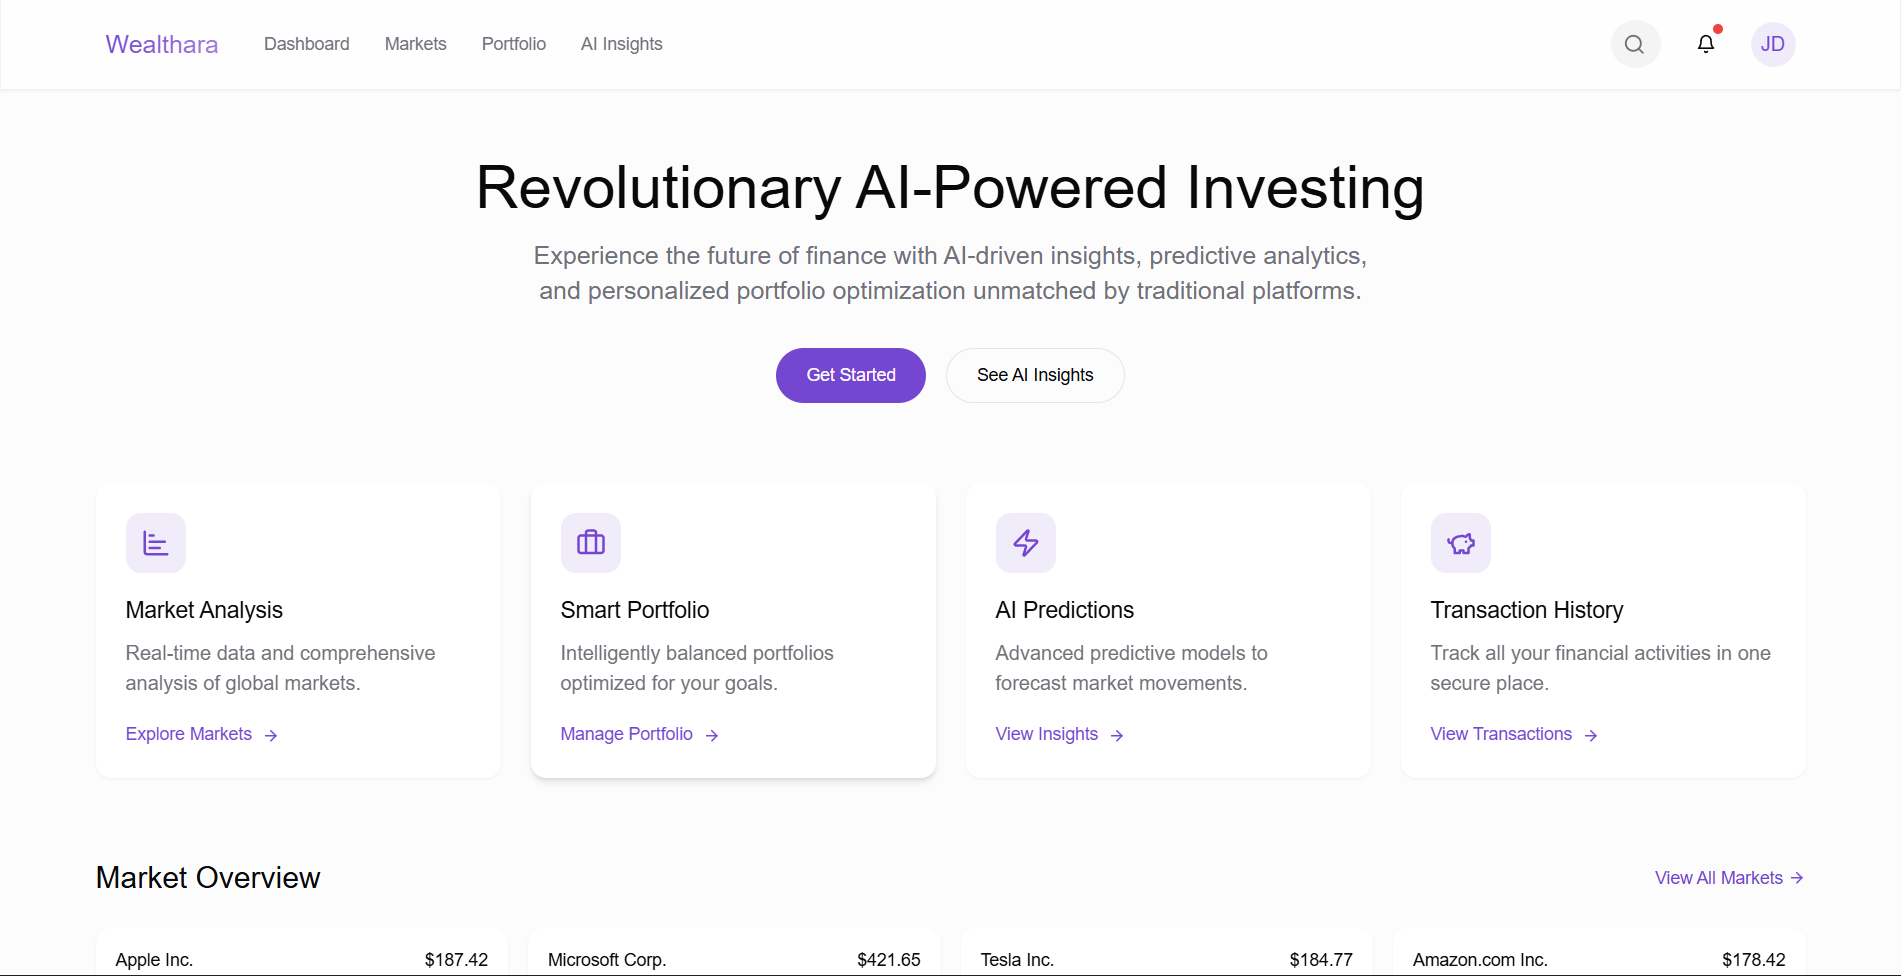 Wealthara
Dashboard
Markets
Portfolio
AI Insights
JD
Revolutionary AI-Powered Investing
Experience the future of finance with AI-driven insights, predictive analytics,
and personalized portfolio optimization unmatched by traditional platforms.
Get Started
See AI Insights
Market Analysis
Real-time data and comprehensive
analysis of global markets.
Explore Markets
Smart Portfolio
Intelligently balanced portfolios
optimized for your goals.
Manage Portfolio
AI Predictions
Advanced predictive models to
forecast market movements.
View Insights
Transaction History
Track all your financial activities in one
secure place.
View Transactions
Market Overview
View All Markets
Apple Inc.
$187.42
Microsoft Corp.
$421.65
Tesla Inc.
$184.77
Amazon.com Inc.
$178.42